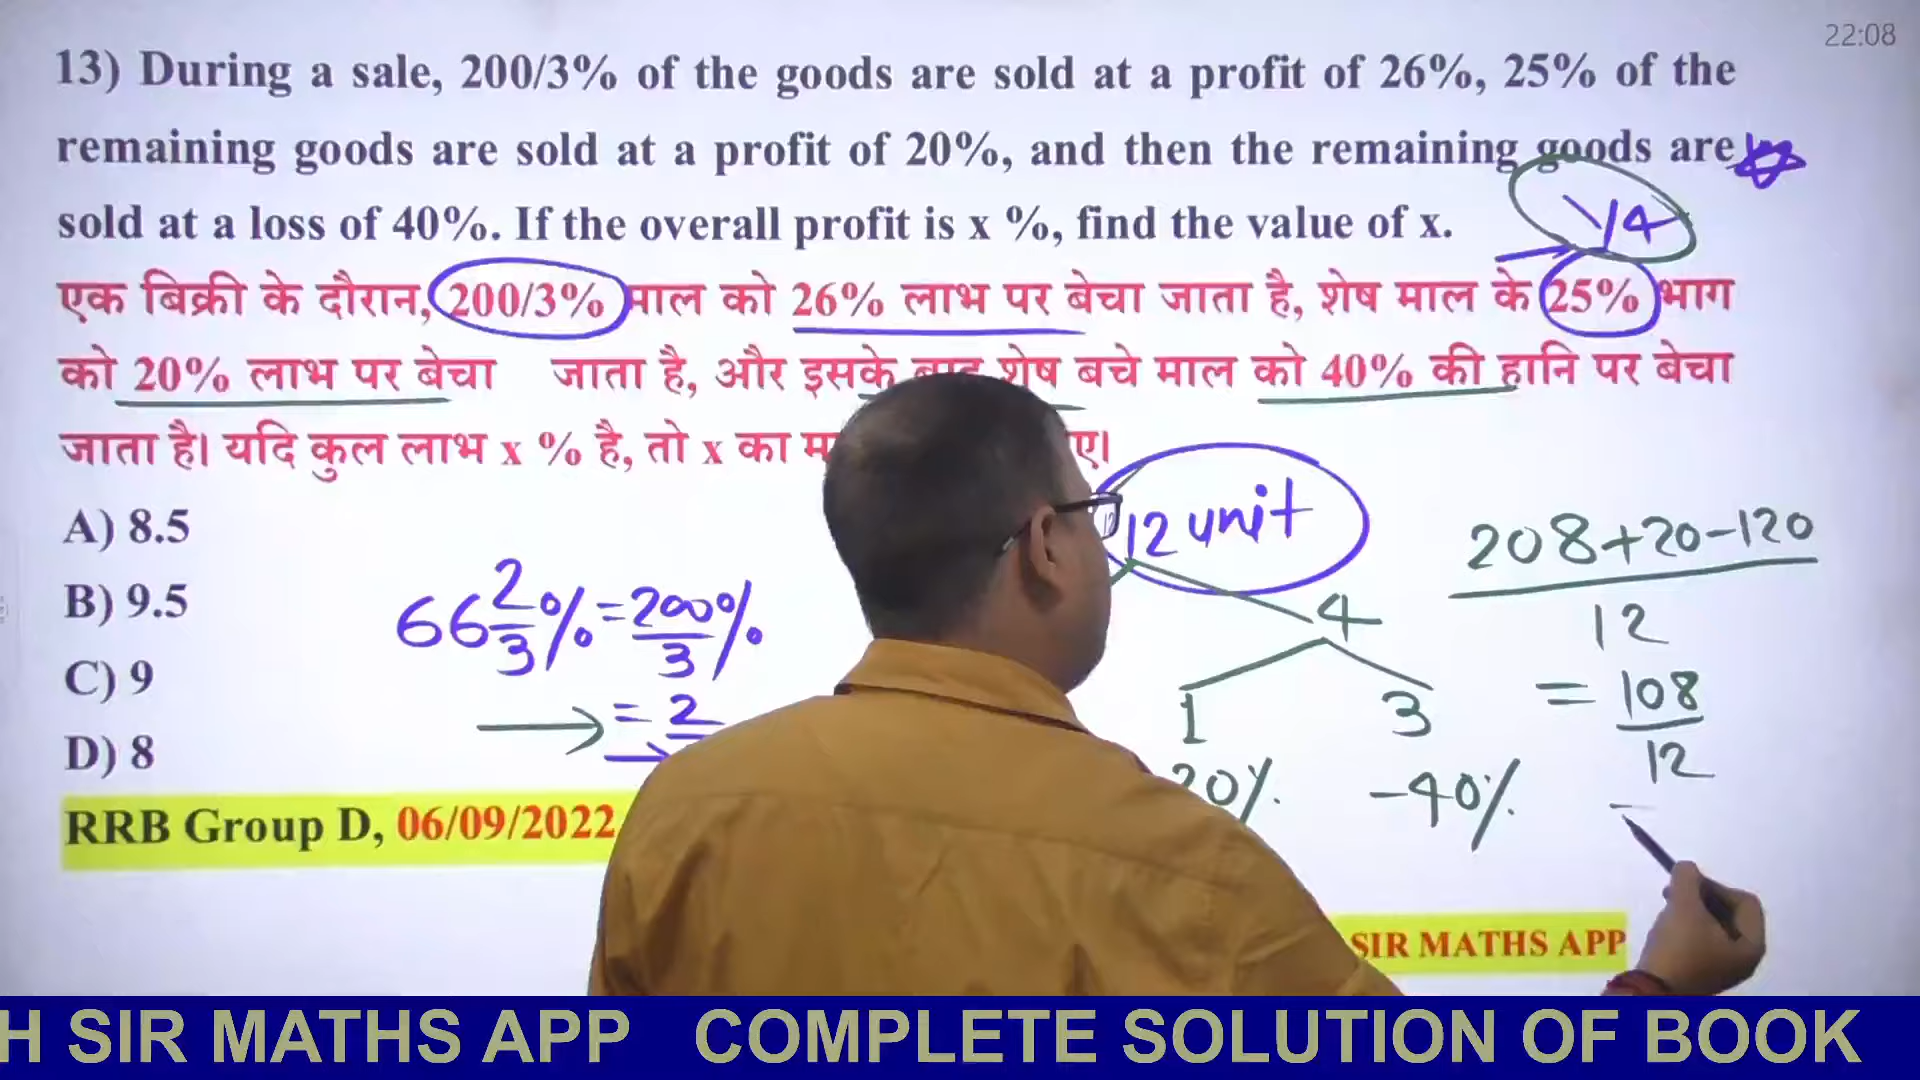 22:08
13) During a sale, 200/3% of the goods are sold at a profit of 26%, 25% of the
remaining goods are sold at a profit of 20%, and then the remaining goods are
sold at a loss of 40%. If the overall profit is x %, find the value of x.
1/4
एक बिक्री के दौरान, 200/3% माल को 26% लाभ पर बेचा जाता है, शेष माल के 25% भाग
को 20% लाभ पर बेचा जाता है, और इसके बाद शेष बचे माल को 40% की हानि पर बेचा
जाता है। यदि कुल लाभ x % है, तो x का
A) 8.5
B) 9.5
C) 9
D) 8
66 2/3 % = 200/3 %
= 2
12 unit
4
1 3
20% -40%
208+20-120
12
= 108
12
=
RRB Group D, 06/09/2022
SIR MATHS APP
H SIR MATHS APP COMPLETE SOLUTION OF BOOK